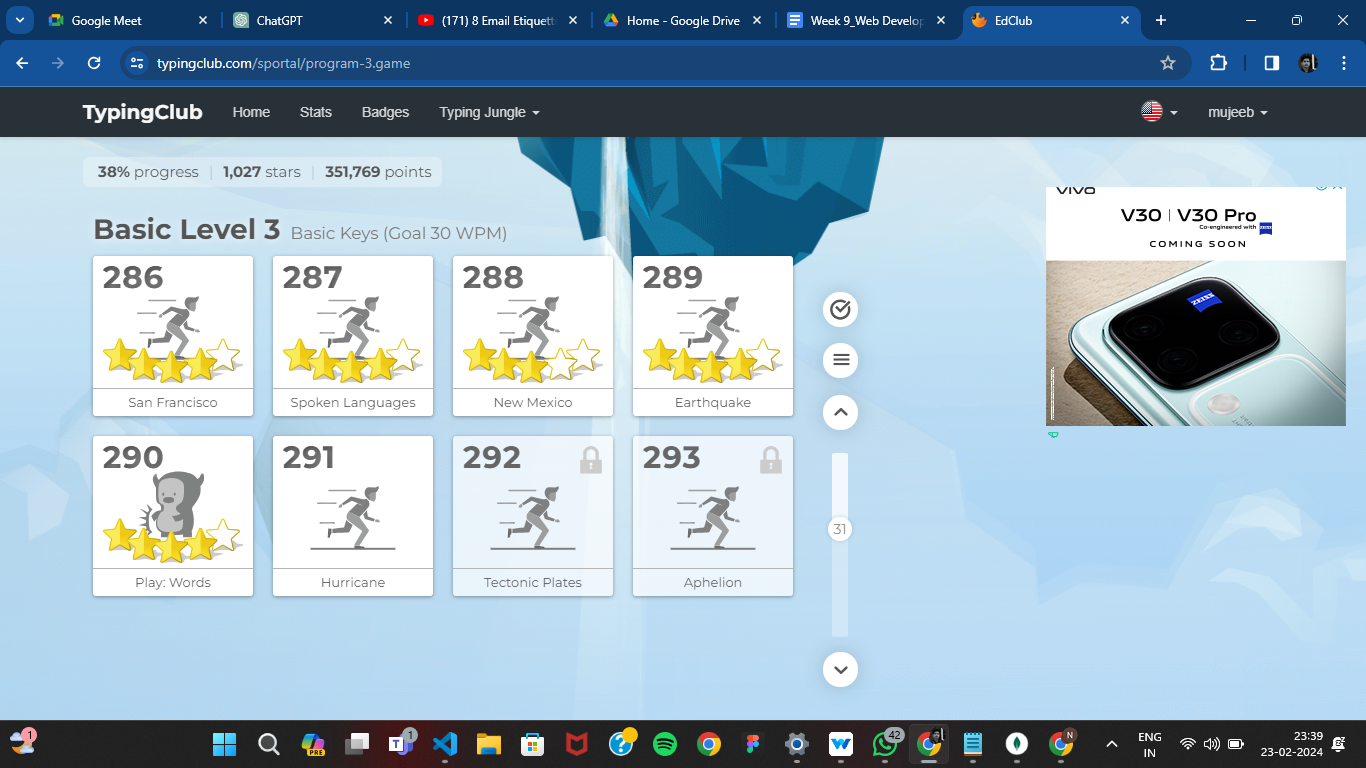 Google Meet
ChatGPT
(171) 8 Email Etiquett
Home - Google Drive
Week 9_Web Develop
EdClub
typingclub.com/sportal/program-3.game
TypingClub
Home
Stats
Badges
Typing Jungle
mujeeb
38% progress
1,027 stars
351,769 points
vivo
V30 | V30 Pro
Co-engineered with ZEISS
COMING SOON
ZEISS
Basic Level 3 Basic Keys (Goal 30 WPM)
286
287
288
289
San Francisco
Spoken Languages
New Mexico
Earthquake
290
291
292
293
31
Play: Words
Hurricane
Tectonic Plates
Aphelion
1
PRE
1
42
N
ENG
IN
23:39
23-02-2024